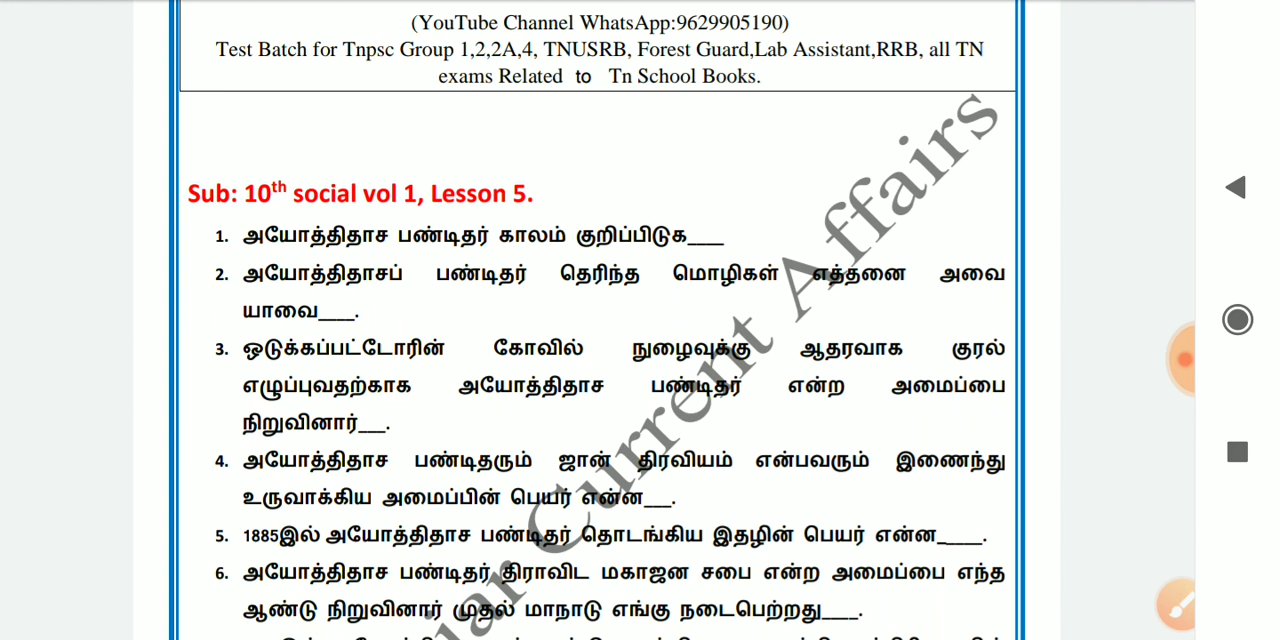 (YouTube Channel WhatsApp:9629905190)
Test Batch for Tnpsc Group 1,2,2A,4, TNUSRB, Forest Guard,Lab Assistant,RRB, all TN
exams Related to Tn School Books.
Sub: 10th social vol 1, Lesson 5.
1. அயோத்திதாச பண்டிதர் காலம் குறிப்பிடுக____
2. அயோத்திதாசப் பண்டிதர் தெரிந்த மொழிகள் எத்தனை அவை
யாவை____.
3. ஒடுக்கப்பட்டோரின் கோவில் நுழைவுக்கு ஆதரவாக குரல்
எழுப்புவதற்காக அயோத்திதாச பண்டிதர் என்ற அமைப்பை
நிறுவினார்___.
4. அயோத்திதாச பண்டிதரும் ஜான் திரவியம் என்பவரும் இணைந்து
உருவாக்கிய அமைப்பின் பெயர் என்ன___.
5. 1885இல் அயோத்திதாச பண்டிதர் தொடங்கிய இதழின் பெயர் என்ன_____.
6. அயோத்திதாச பண்டிதர் திராவிட மகாஜன சபை என்ற அமைப்பை எந்த
ஆண்டு நிறுவினார் முதல் மாநாடு எங்கு நடைபெற்றது____.
Current Affairs